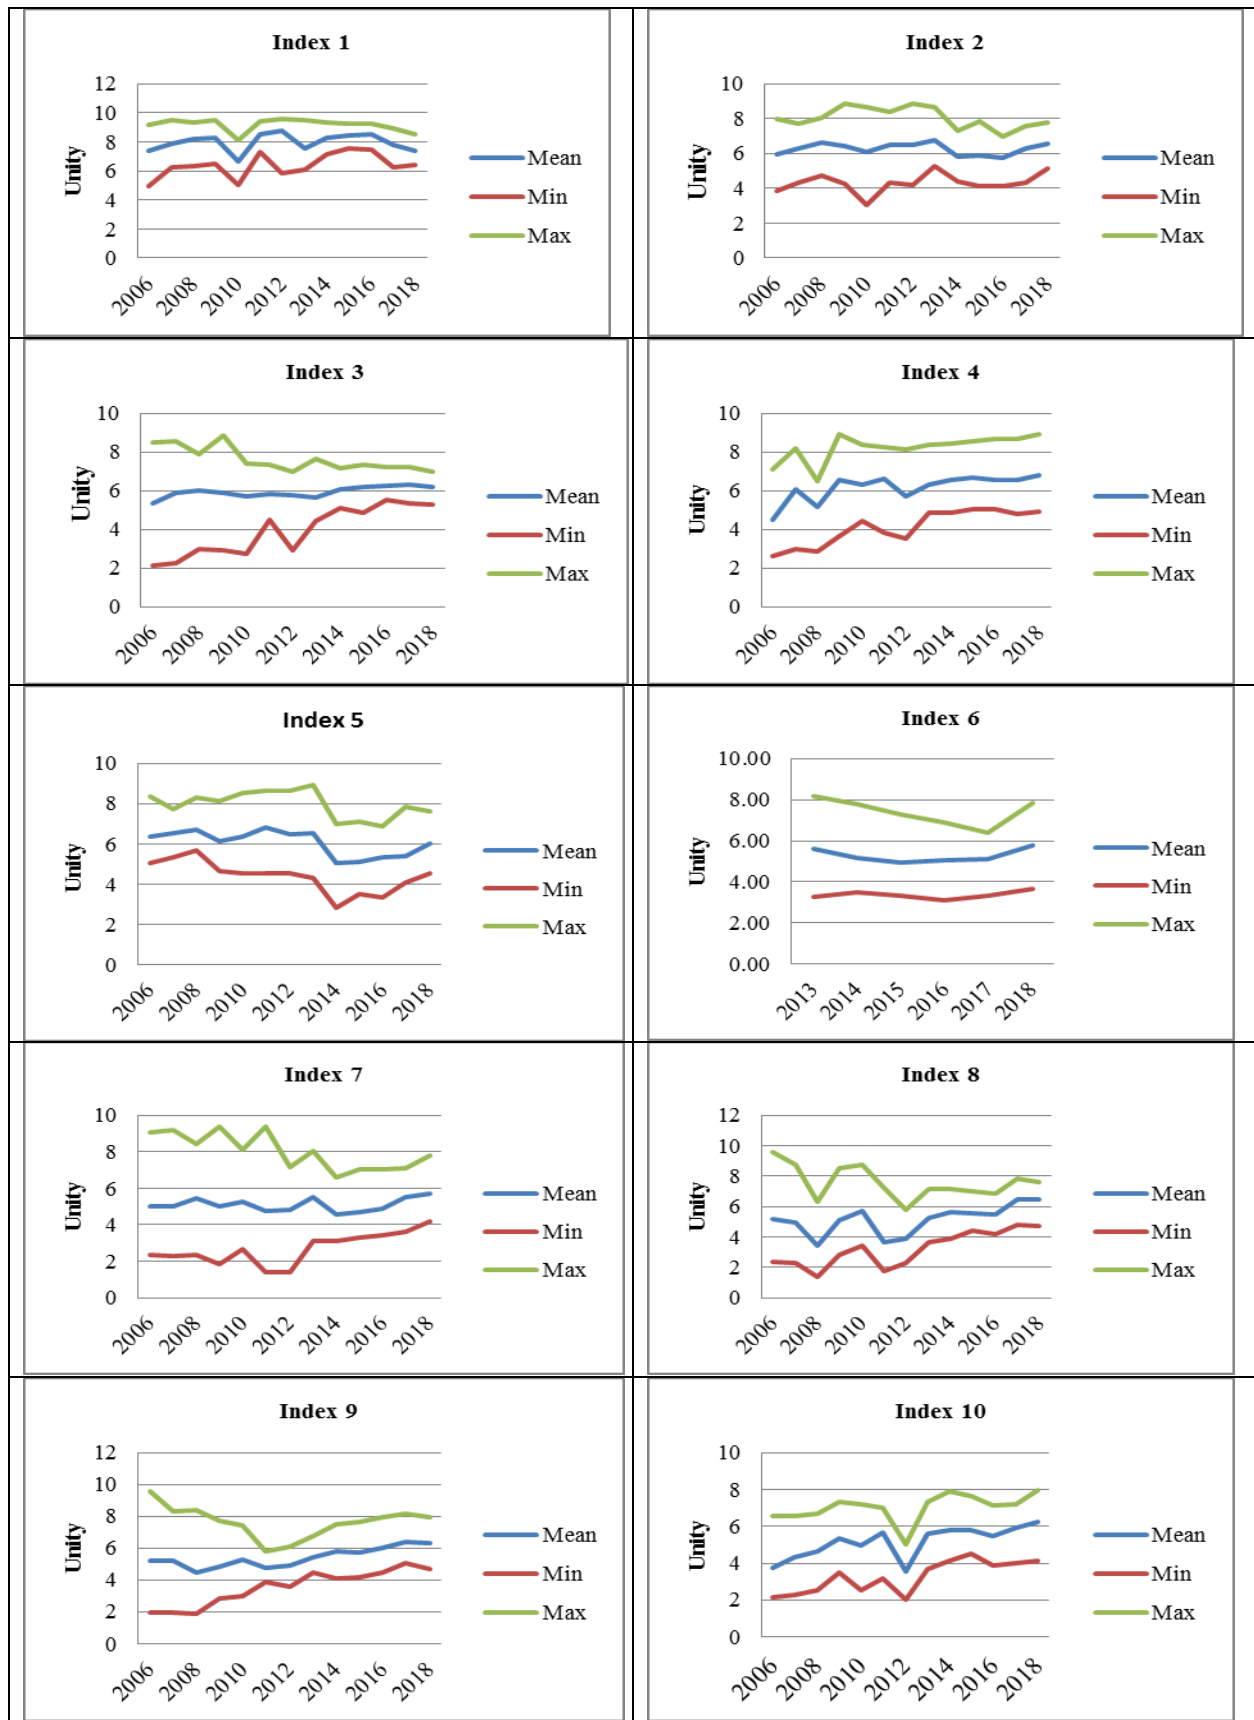 Index 1
12
10
8
6
4
2
0
Unity
2006
2008
2010
2012
2014
2016
2018
Mean
Min
Max
Index 2
10
8
6
4
2
0
Unity
2006
2008
2010
2012
2014
2016
2018
Mean
Min
Max
Index 3
10
8
6
4
2
0
Unity
2006
2008
2010
2012
2014
2016
2018
Mean
Min
Max
Index 4
10
8
6
4
2
0
Unity
2006
2008
2010
2012
2014
2016
2018
Mean
Min
Max
Index 5
10
8
6
4
2
0
Unity
2006
2008
2010
2012
2014
2016
2018
Mean
Min
Max
Index 6
10.00
8.00
6.00
4.00
2.00
0.00
Unity
2013
2014
2015
2016
2017
2018
Mean
Min
Max
Index 7
10
8
6
4
2
0
Unity
2006
2008
2010
2012
2014
2016
2018
Mean
Min
Max
Index 8
12
10
8
6
4
2
0
Unity
2006
2008
2010
2012
2014
2016
2018
Mean
Min
Max
Index 9
12
10
8
6
4
2
0
Unity
2006
2008
2010
2012
2014
2016
2018
Mean
Min
Max
Index 10
10
8
6
4
2
0
Unity
2006
2008
2010
2012
2014
2016
2018
Mean
Min
Max